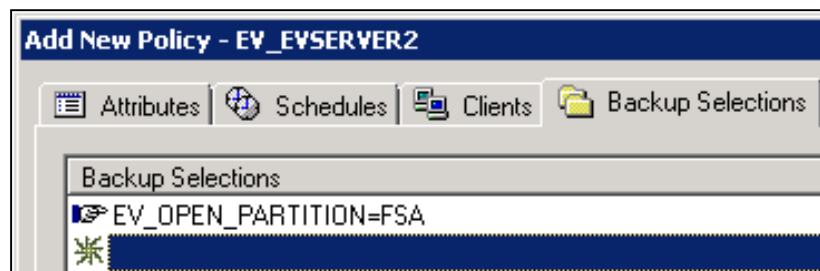 Add New Policy - EV_EVSERVER2
Attributes Schedules Clients Backup Selections
Backup Selections
EV_OPEN_PARTITION=FSA